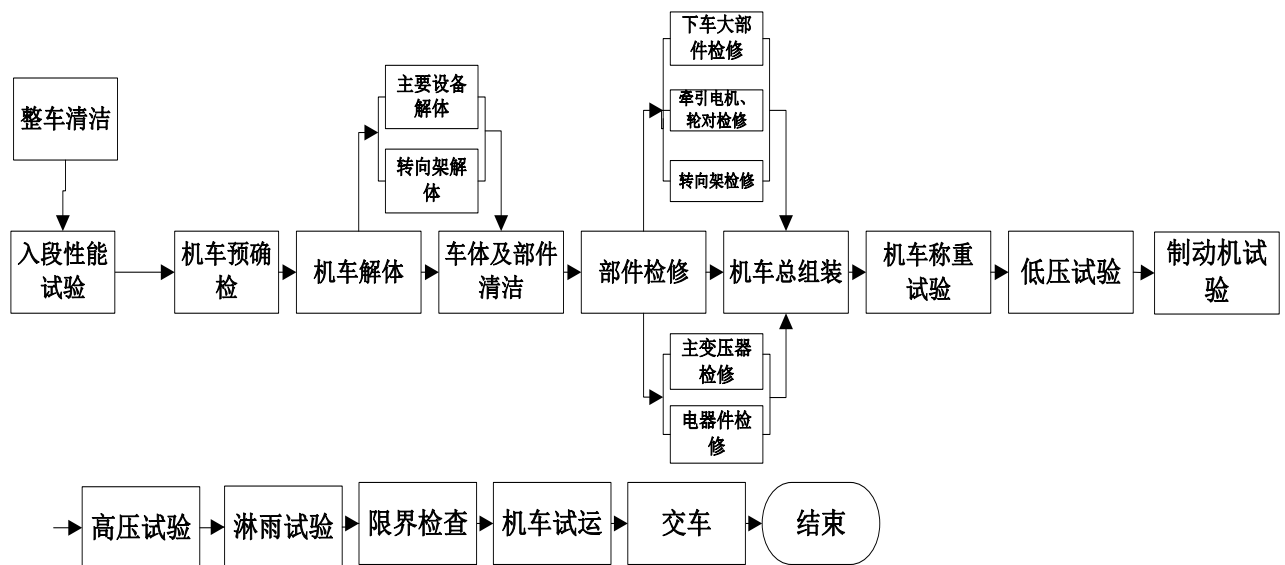 整车清洁
入段性能
试验
机车预确
检
机车解体
主要设备
解体
转向架解
体
车体及部件
清洁
部件检修
下车大部
件检修
牵引电机、
轮对检修
转向架检修
主变压器
检修
电器件检
修
机车总组装
机车称重
试验
低压试验
制动机试
验
高压试验
淋雨试验
限界检查
机车试运
交车
结束